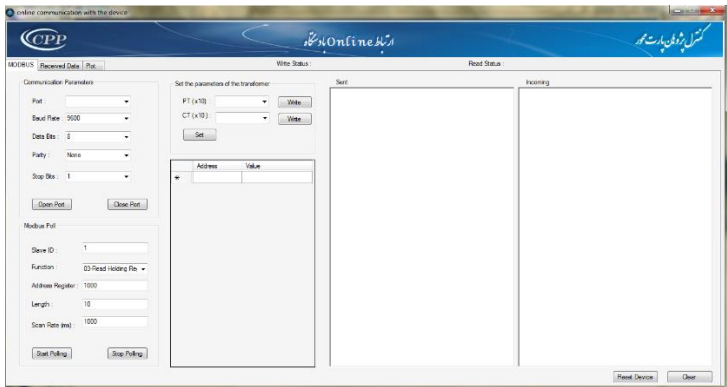 online communication with the device
CPP
ارتباط Online با دستگاه
کنترل پژوهان پارت محور
MODBUS Received Data Plot
Write Status :
Read Status :
Communication Parameters
Port :
Baud Rate : 9600
Data Bits : 8
Parity : None
Stop Bits : 1
Open Port Close Port
Modbus Poll
Slave ID : 1
Function : 03-Read Holding Re
Address Register : 1000
Length : 10
Scan Rate (ms) : 1000
Start Polling Stop Polling
Set the parameters of the transformer
PT (x10) : Write
CT (x10) : Write
Set
Address Value
Sent
Incoming
Reset Device Clear